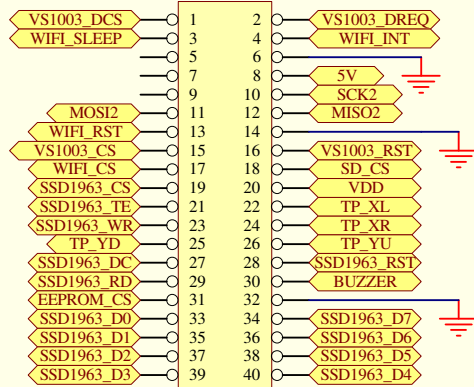 VS1003_DCS 1 2 VS1003_DREQ
WIFI_SLEEP 3 4 WIFI_INT
5 6
7 8 5V
9 10 SCK2
MOSI2 11 12 MISO2
WIFI_RST 13 14
VS1003_CS 15 16 VS1003_RST
WIFI_CS 17 18 SD_CS
SSD1963_CS 19 20 VDD
SSD1963_TE 21 22 TP_XL
SSD1963_WR 23 24 TP_XR
TP_YD 25 26 TP_YU
SSD1963_DC 27 28 SSD1963_RST
SSD1963_RD 29 30 BUZZER
EEPROM_CS 31 32
SSD1963_D0 33 34 SSD1963_D7
SSD1963_D1 35 36 SSD1963_D6
SSD1963_D2 37 38 SSD1963_D5
SSD1963_D3 39 40 SSD1963_D4